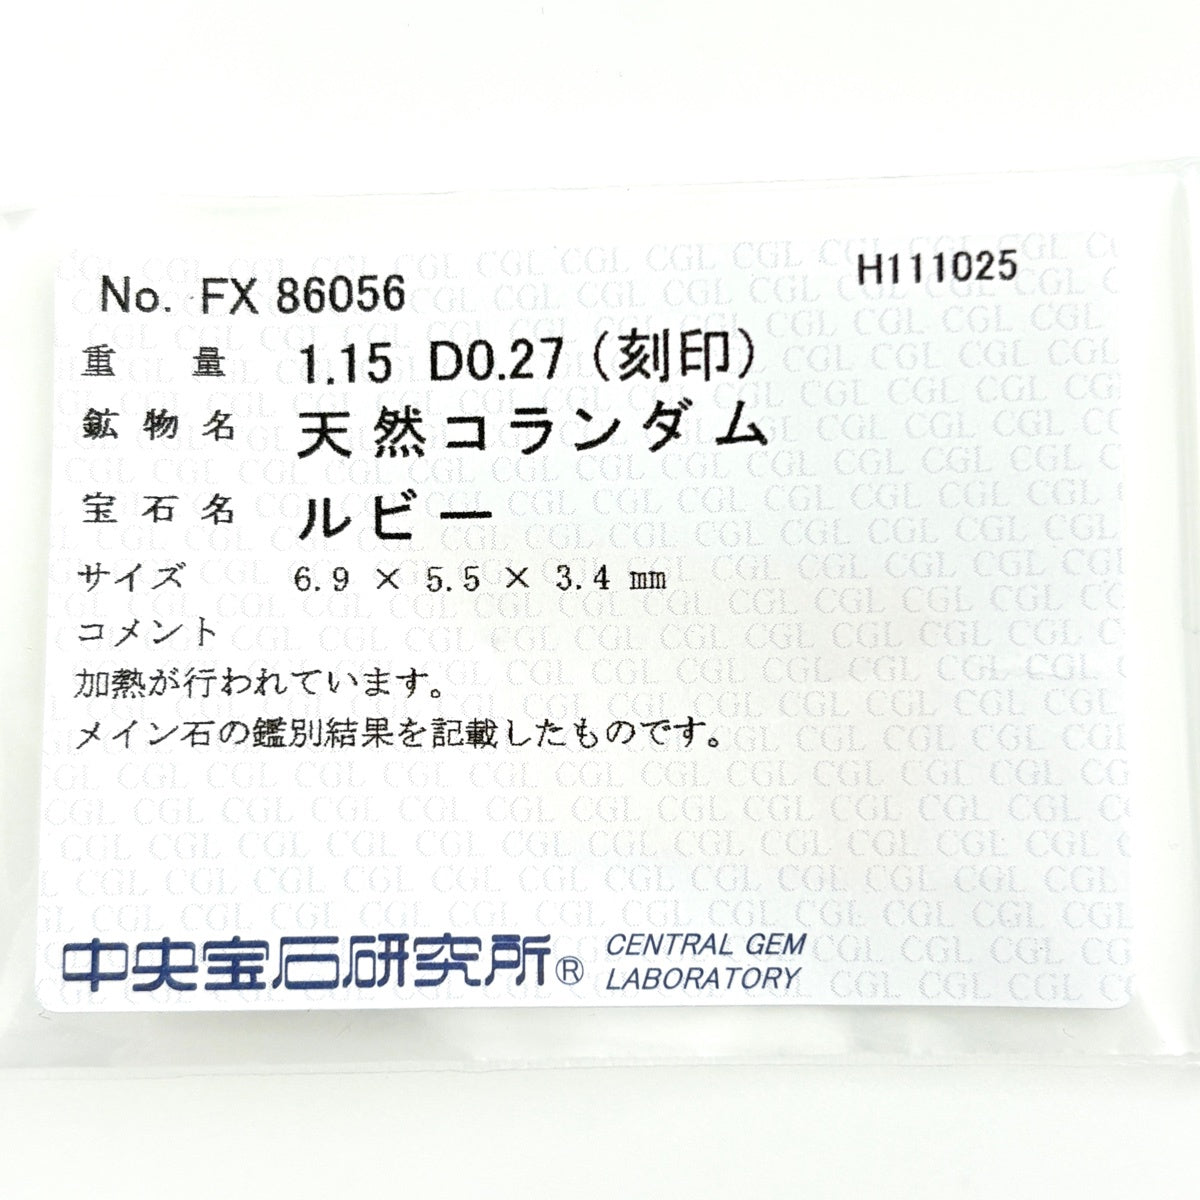 No. FX 86056
H111025
重量 1.15 D0.27 (刻印)
鉱物名 天然コランダム
宝石名 ルビー
サイズ 6.9 × 5.5 × 3.4 mm
コメント
加熱が行われています。
メイン石の鑑別結果を記載したものです。
中央宝石研究所® CENTRAL GEM
LABORATORY